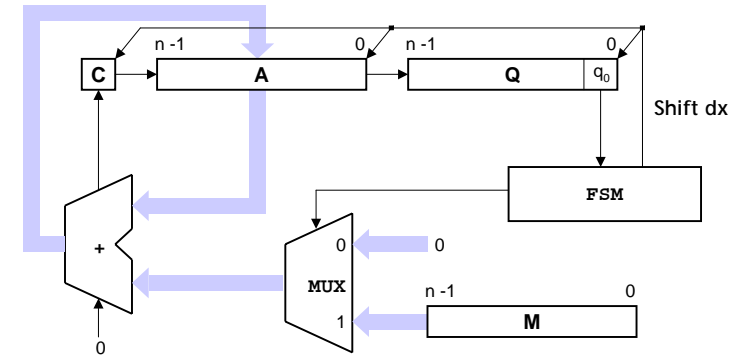 n -1 0 n -1 0
C A Q q0
Shift dx
FSM
+ 0 0
MUX n -1 0
1 M
0